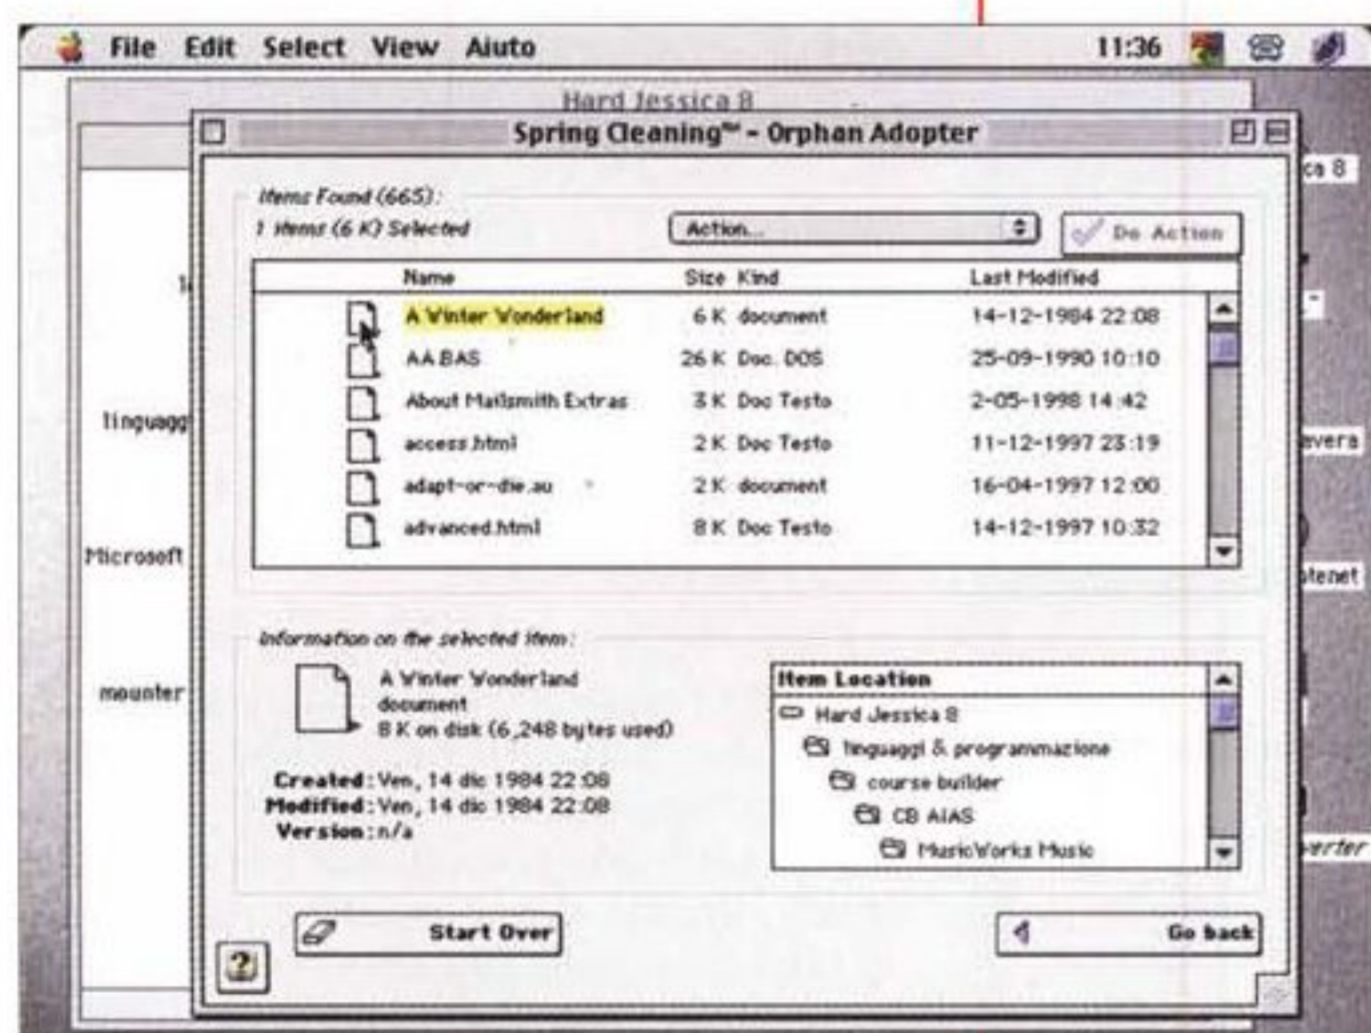 File Edit Select View Aiuto 11:36
Hard Jessica 8
Spring Cleaning™ - Orphan Adopter
ca 8
Items Found (665):
1 items (6 K) Selected
Action...
Do Action
Name Size Kind Last Modified
A Winter Wonderland 6 K document 14-12-1984 22:08
AA.BAS 26 K Doc. DOS 25-09-1990 10:10
About Mailsmith Extras 3 K Doc Testo 2-05-1998 14:42
access.html 2 K Doc Testo 11-12-1997 23:19
adapt-or-die.au 2 K document 16-04-1997 12:00
advanced.html 8 K Doc Testo 14-12-1997 10:32
linguagg
avera
Microsoft
otenet
Information on the selected item:
A Winter Wonderland
document
8 K on disk (6,248 bytes used)
Created: Ven, 14 dic 1984 22:08
Modified: Ven, 14 dic 1984 22:08
Version: n/a
mounter
Item Location
Hard Jessica 8
linguaggi & programmazione
course builder
CB AIAS
MusicWorks Music
verter
Start Over
Go back
?